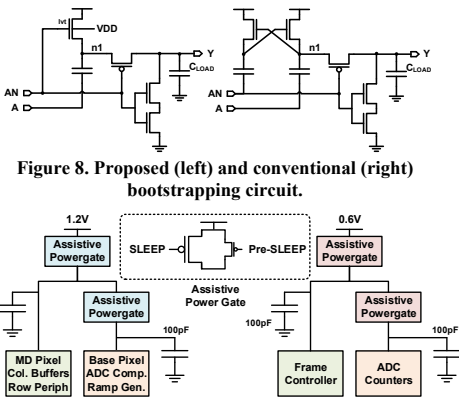 lvt
VDD
n1
Y
CLOAD
AN
A
n1
Y
CLOAD
AN
A
Figure 8. Proposed (left) and conventional (right)
bootstrapping circuit.
1.2V
Assistive
Powergate
SLEEP
Pre-SLEEP
Assistive
Power Gate
0.6V
Assistive
Powergate
Assistive
Powergate
100pF
100pF
Assistive
Powergate
100pF
MD Pixel
Col. Buffers
Row Periph
Base Pixel
ADC Comp.
Ramp Gen.
Frame
Controller
ADC
Counters